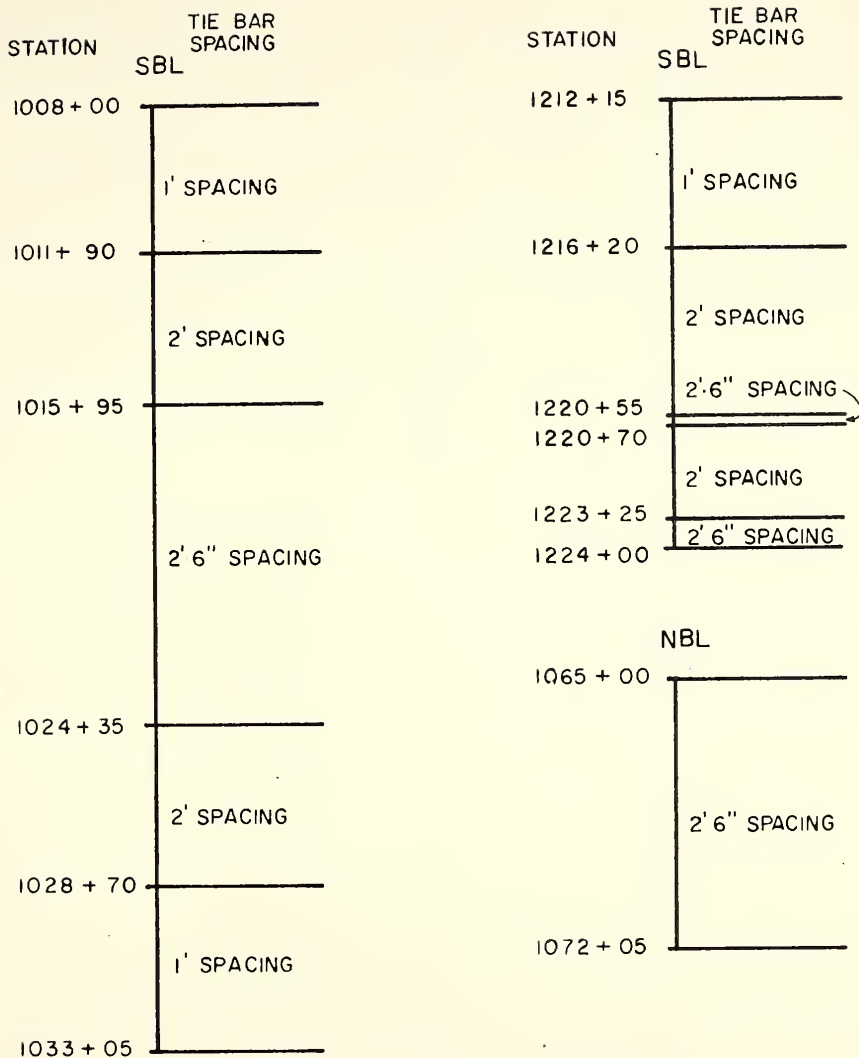 STATION TIE BAR SPACING
SBL
1008 + 00
1' SPACING
1011 + 90
2' SPACING
1015 + 95
2' 6" SPACING
1024 + 35
2' SPACING
1028 + 70
1' SPACING
1033 + 05
STATION TIE BAR SPACING
SBL
1212 + 15
1' SPACING
1216 + 20
2' SPACING
2'·6" SPACING
1220 + 55
1220 + 70
2' SPACING
1223 + 25
2' 6" SPACING
1224 + 00
NBL
1065 + 00
2' 6" SPACING
1072 + 05